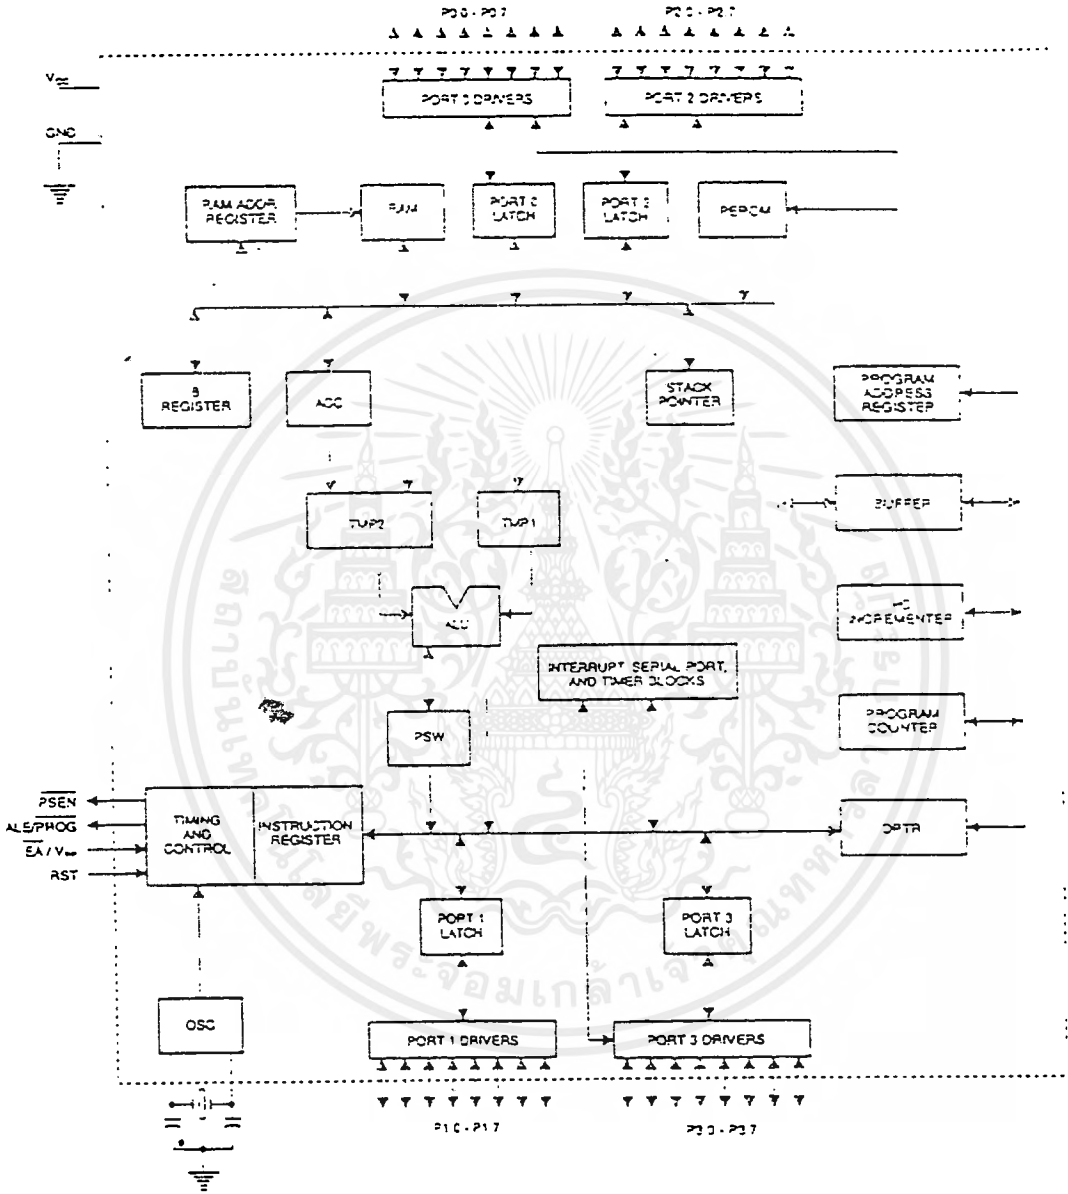 P0.0 - P0.7
P2.0 - P2.7
VCC
PORT 0 DRIVERS
PORT 2 DRIVERS
GND
RAM ADDR.
REGISTER
RAM
LATCH
PORT 2
LATCH
PEROM
B
REGISTER
ACC
STACK
POINTER
PROGRAM
ADDRESS
REGISTER
TMP2
TMP1
BUFFER
ALU
PC
INCREMENTER
INTERRUPT, SERIAL PORT,
AND TIMER BLOCKS
PSW
PROGRAM
COUNTER
PSEN
ALE/PROG
EA / VPP
RST
TIMING
AND
CONTROL
INSTRUCTION
REGISTER
DPTR
PORT 1
LATCH
PORT 3
LATCH
OSC
PORT 1 DRIVERS
PORT 3 DRIVERS
P1.0 - P1.7
P3.0 - P3.7